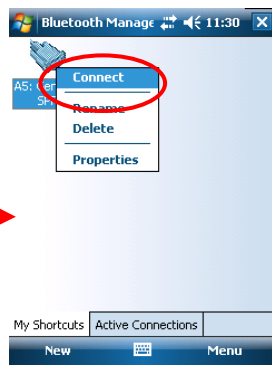 Bluetooth Manage 11:30
Connect
A5:
Rename
Delete
Properties
My Shortcuts Active Connections
New Menu